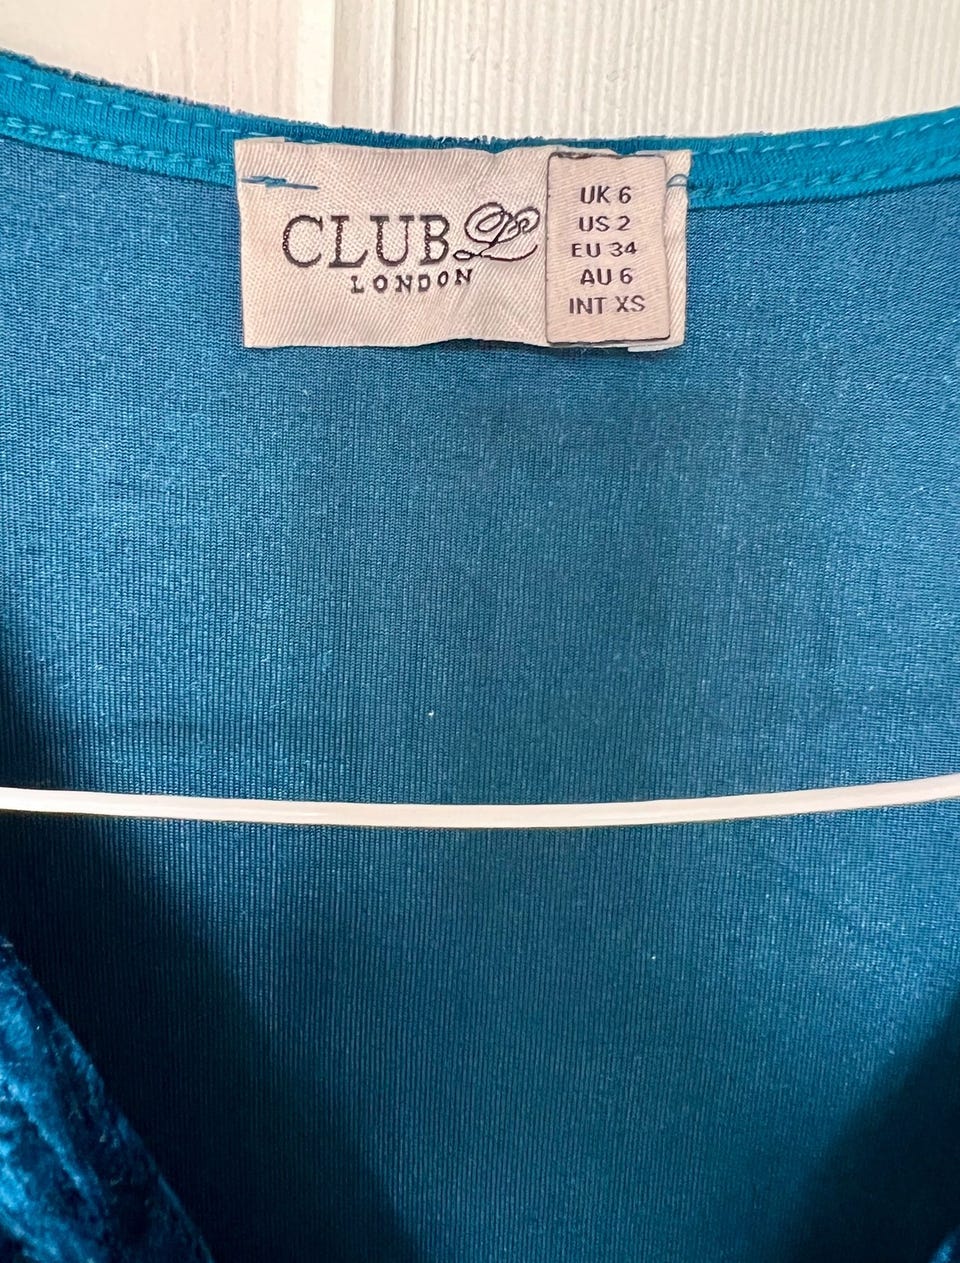 CLUB L
LONDON
UK 6
US 2
EU 34
AU 6
INT XS